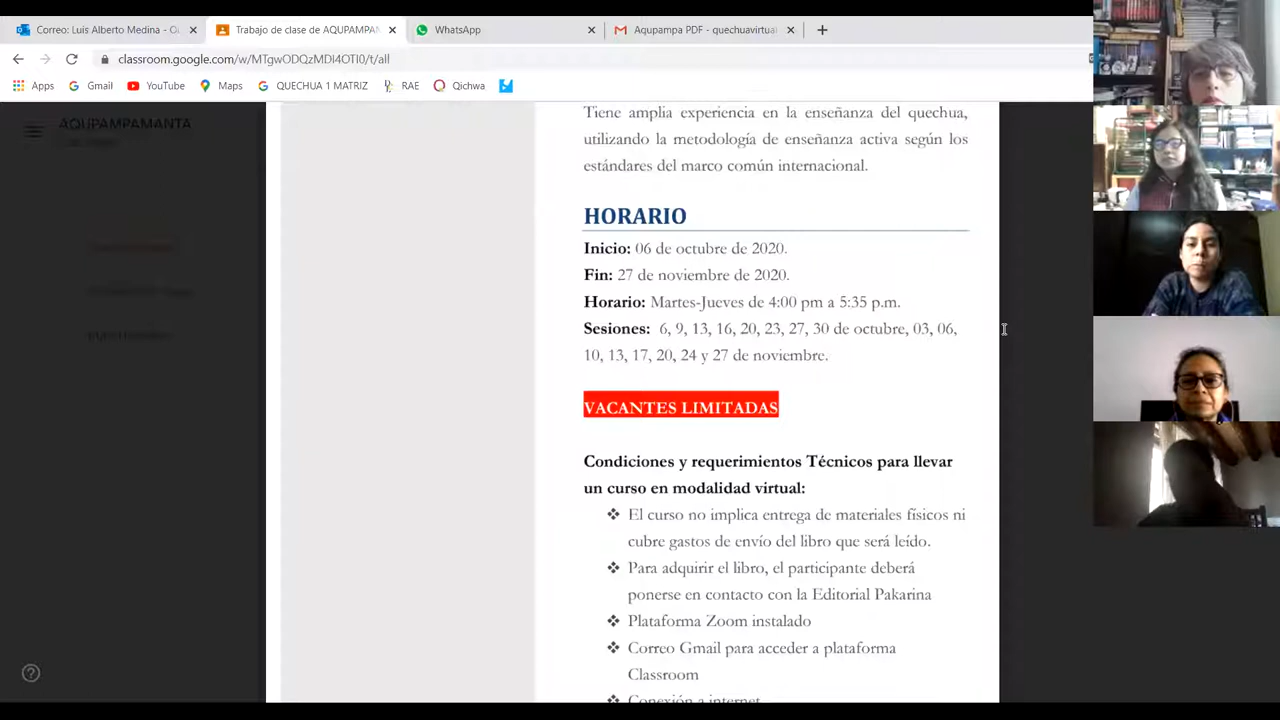 Correo: Luis Alberto Medina - O
Trabajo de clase de AQUPAMPA
WhatsApp
Aqupampa PDF - quechuavirtual
classroom.google.com/w/MTgwODQzMDI4OTI0/t/all
Apps
Gmail
YouTube
Maps
QUECHUA 1 MATRIZ
RAE
Qichwa
AQUPAMPAMANTA
Tiene amplia experiencia en la enseñanza del quechua,
utilizando la metodología de enseñanza activa según los
estándares del marco común internacional.
HORARIO
Inicio: 06 de octubre de 2020.
Fin: 27 de noviembre de 2020.
Horario: Martes-Jueves de 4:00 pm a 5:35 p.m.
Sesiones: 6, 9, 13, 16, 20, 23, 27, 30 de octubre, 03, 06,
10, 13, 17, 20, 24 y 27 de noviembre.
VACANTES LIMITADAS
Condiciones y requerimientos Técnicos para llevar
un curso en modalidad virtual:
❖ El curso no implica entrega de materiales físicos ni
cubre gastos de envío del libro que será leído.
❖ Para adquirir el libro, el participante deberá
ponerse en contacto con la Editorial Pakarina
❖ Plataforma Zoom instalado
❖ Correo Gmail para acceder a plataforma
Classroom
❖ Conexión a internet